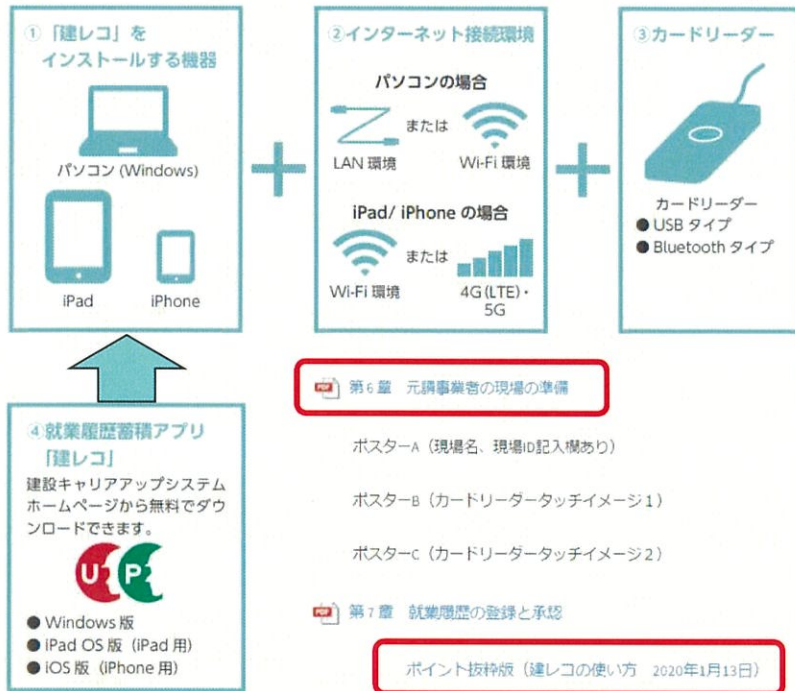 ①「建レコ」を
インストールする機器
パソコン (Windows)
iPad
iPhone
②インターネット接続環境
パソコンの場合
または
LAN 環境
Wi-Fi 環境
iPad/ iPhone の場合
または
Wi-Fi 環境
4G (LTE)・
5G
③カードリーダー
カードリーダー
● USB タイプ
● Bluetooth タイプ
④就業履歴蓄積アプリ
「建レコ」
建設キャリアアップシステム
ホームページから無料でダウ
ンロードできます。
U P
● Windows 版
● iPad OS 版（iPad 用）
● iOS 版（iPhone 用）
PDF 第6章 元請事業者の現場の準備
ポスターA（現場名、現場ID記入欄あり）
ポスターB（カードリーダータッチイメージ１）
ポスターC（カードリーダータッチイメージ２）
PDF 第7章 就業履歴の登録と承認
ポイント抜粋版（建レコの使い方 2020年1月13日）